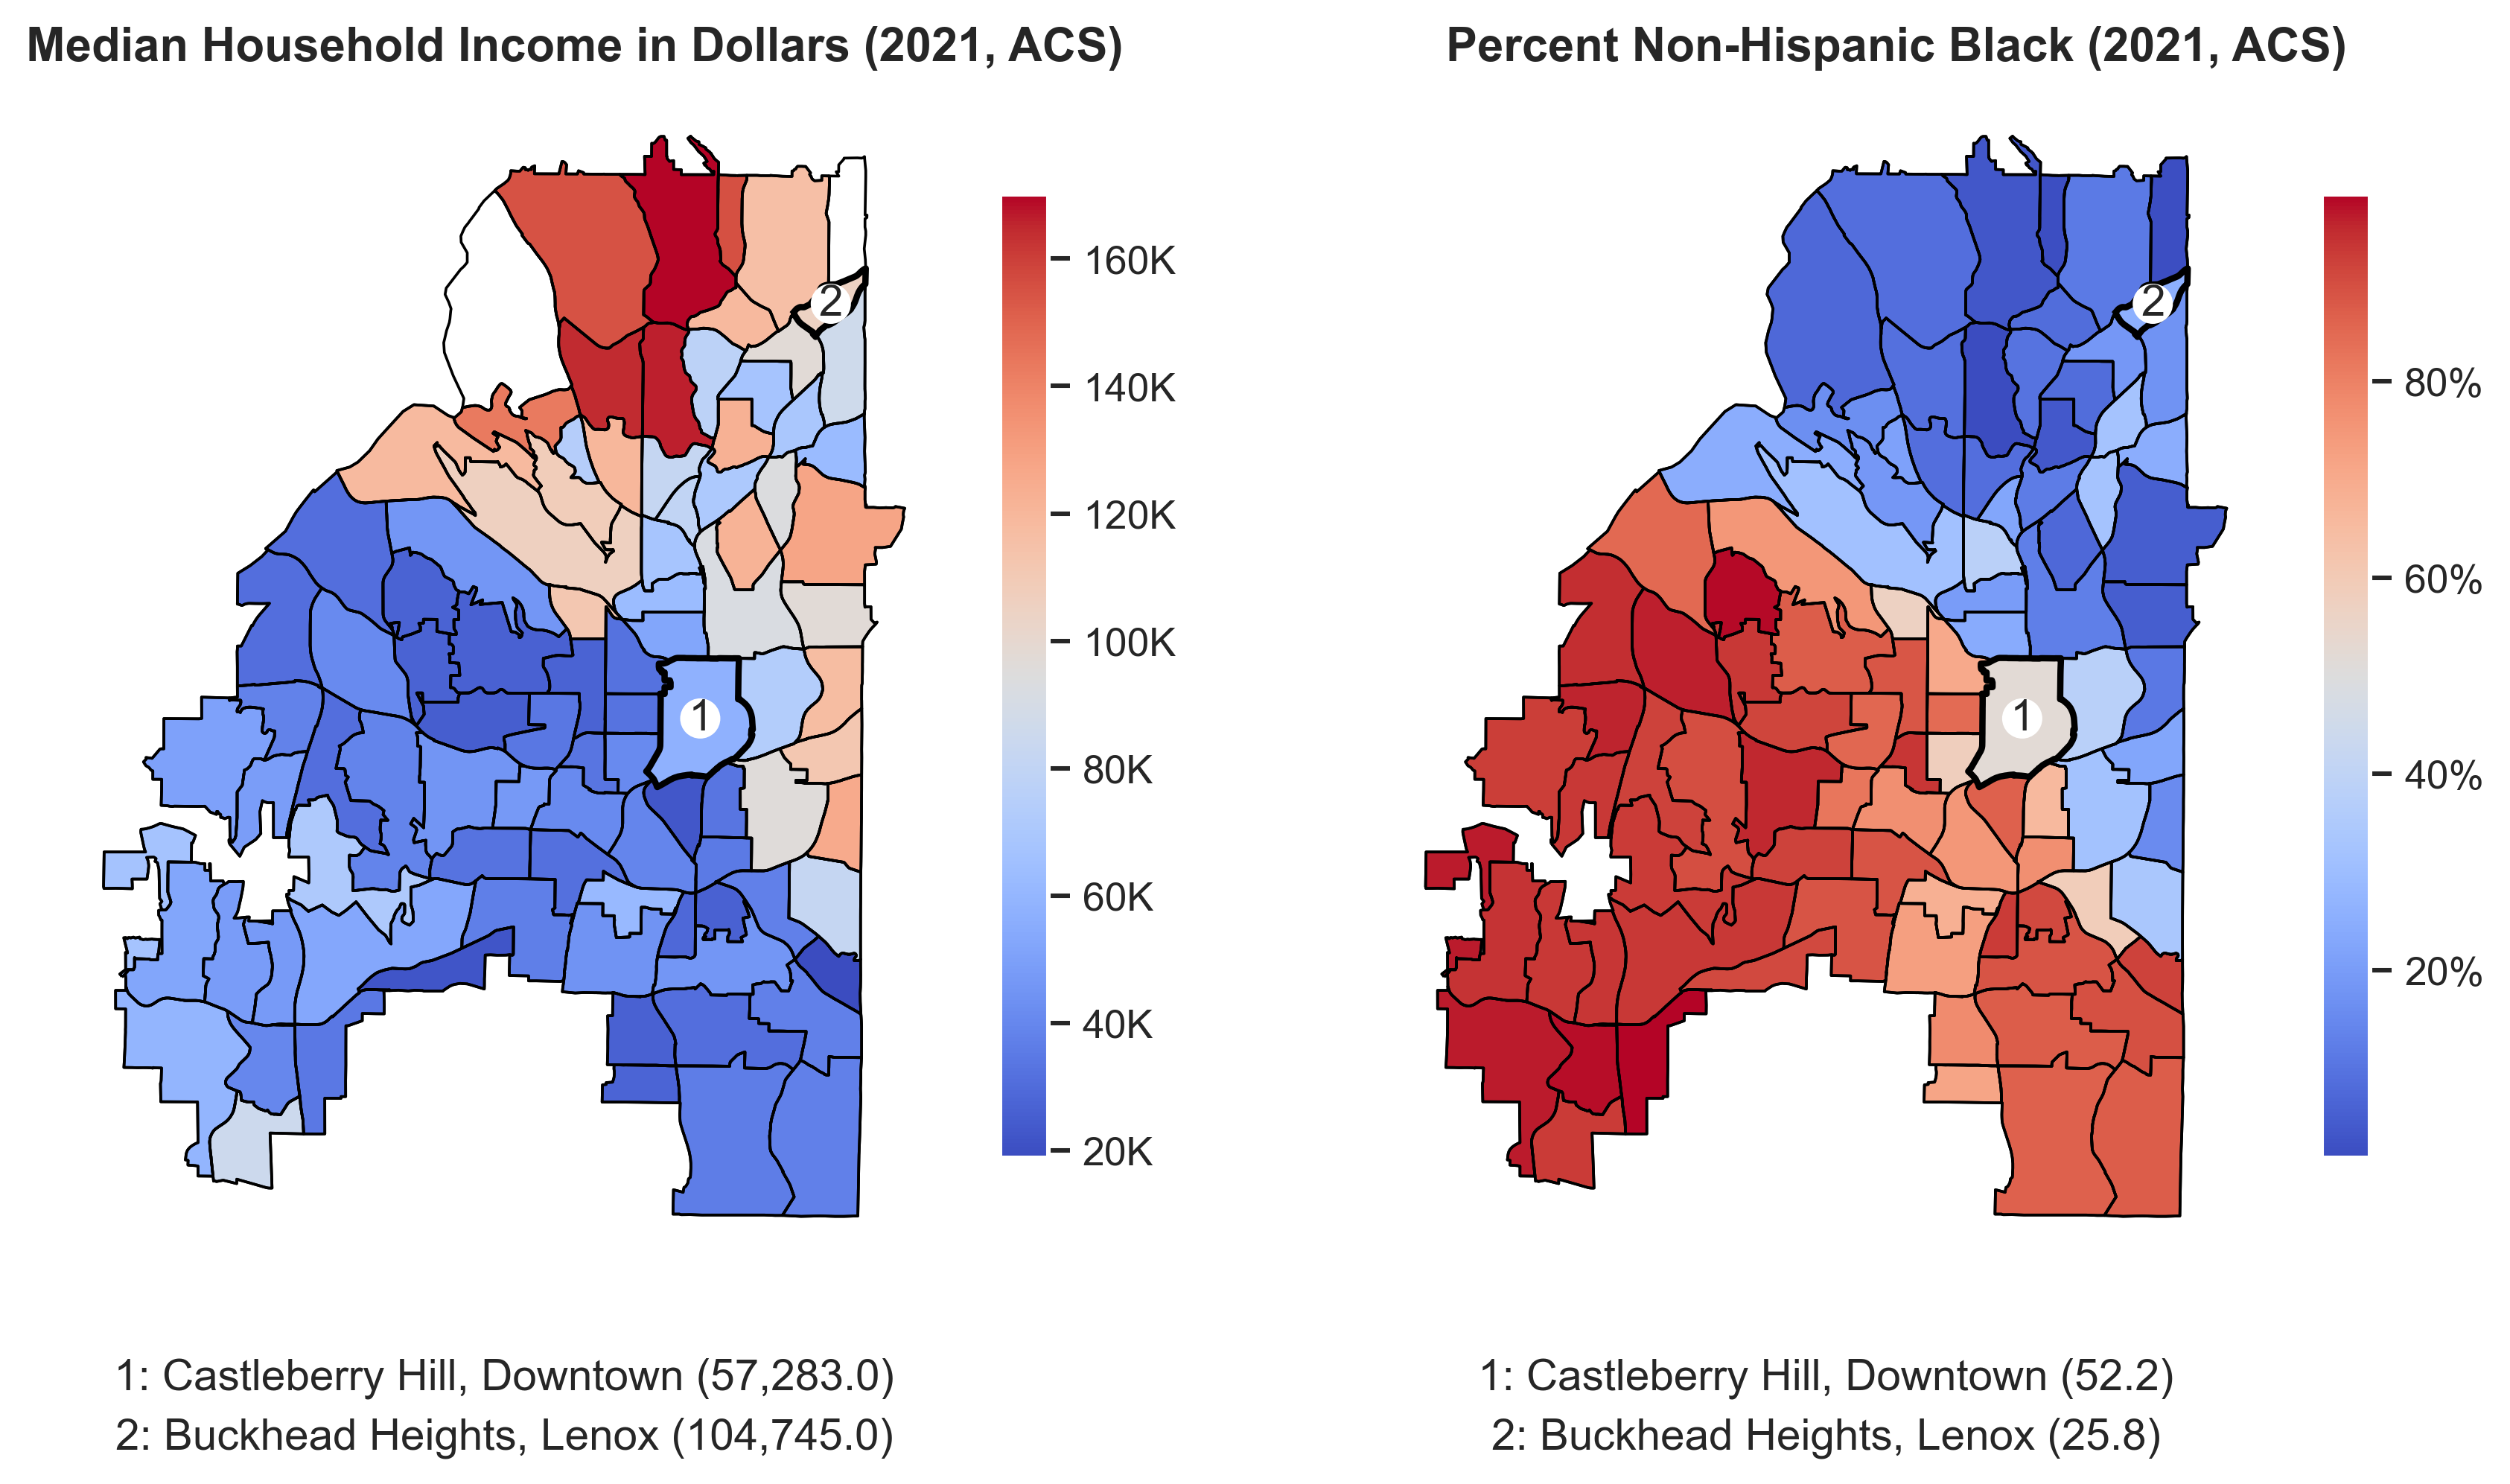 Median Household Income in Dollars (2021, ACS)
Percent Non-Hispanic Black (2021, ACS)
160K
140K
120K
100K
80K
60K
40K
20K
2
1
80%
60%
40%
20%
2
1
1: Castleberry Hill, Downtown (57,283.0)
2: Buckhead Heights, Lenox (104,745.0)
1: Castleberry Hill, Downtown (52.2)
2: Buckhead Heights, Lenox (25.8)